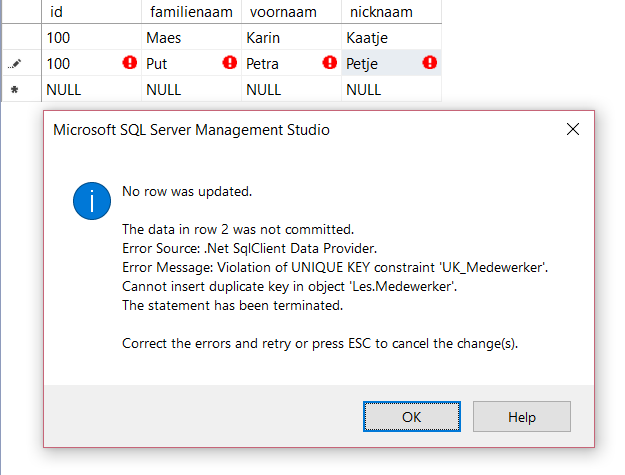 id familienaam voornaam nicknaam
100 Maes Karin Kaatje
100 Put Petra Petje
NULL NULL NULL NULL
Microsoft SQL Server Management Studio
No row was updated.
The data in row 2 was not committed.
Error Source: .Net SqlClient Data Provider.
Error Message: Violation of UNIQUE KEY constraint 'UK_Medewerker'.
Cannot insert duplicate key in object 'Les.Medewerker'.
The statement has been terminated.
Correct the errors and retry or press ESC to cancel the change(s).
OK Help